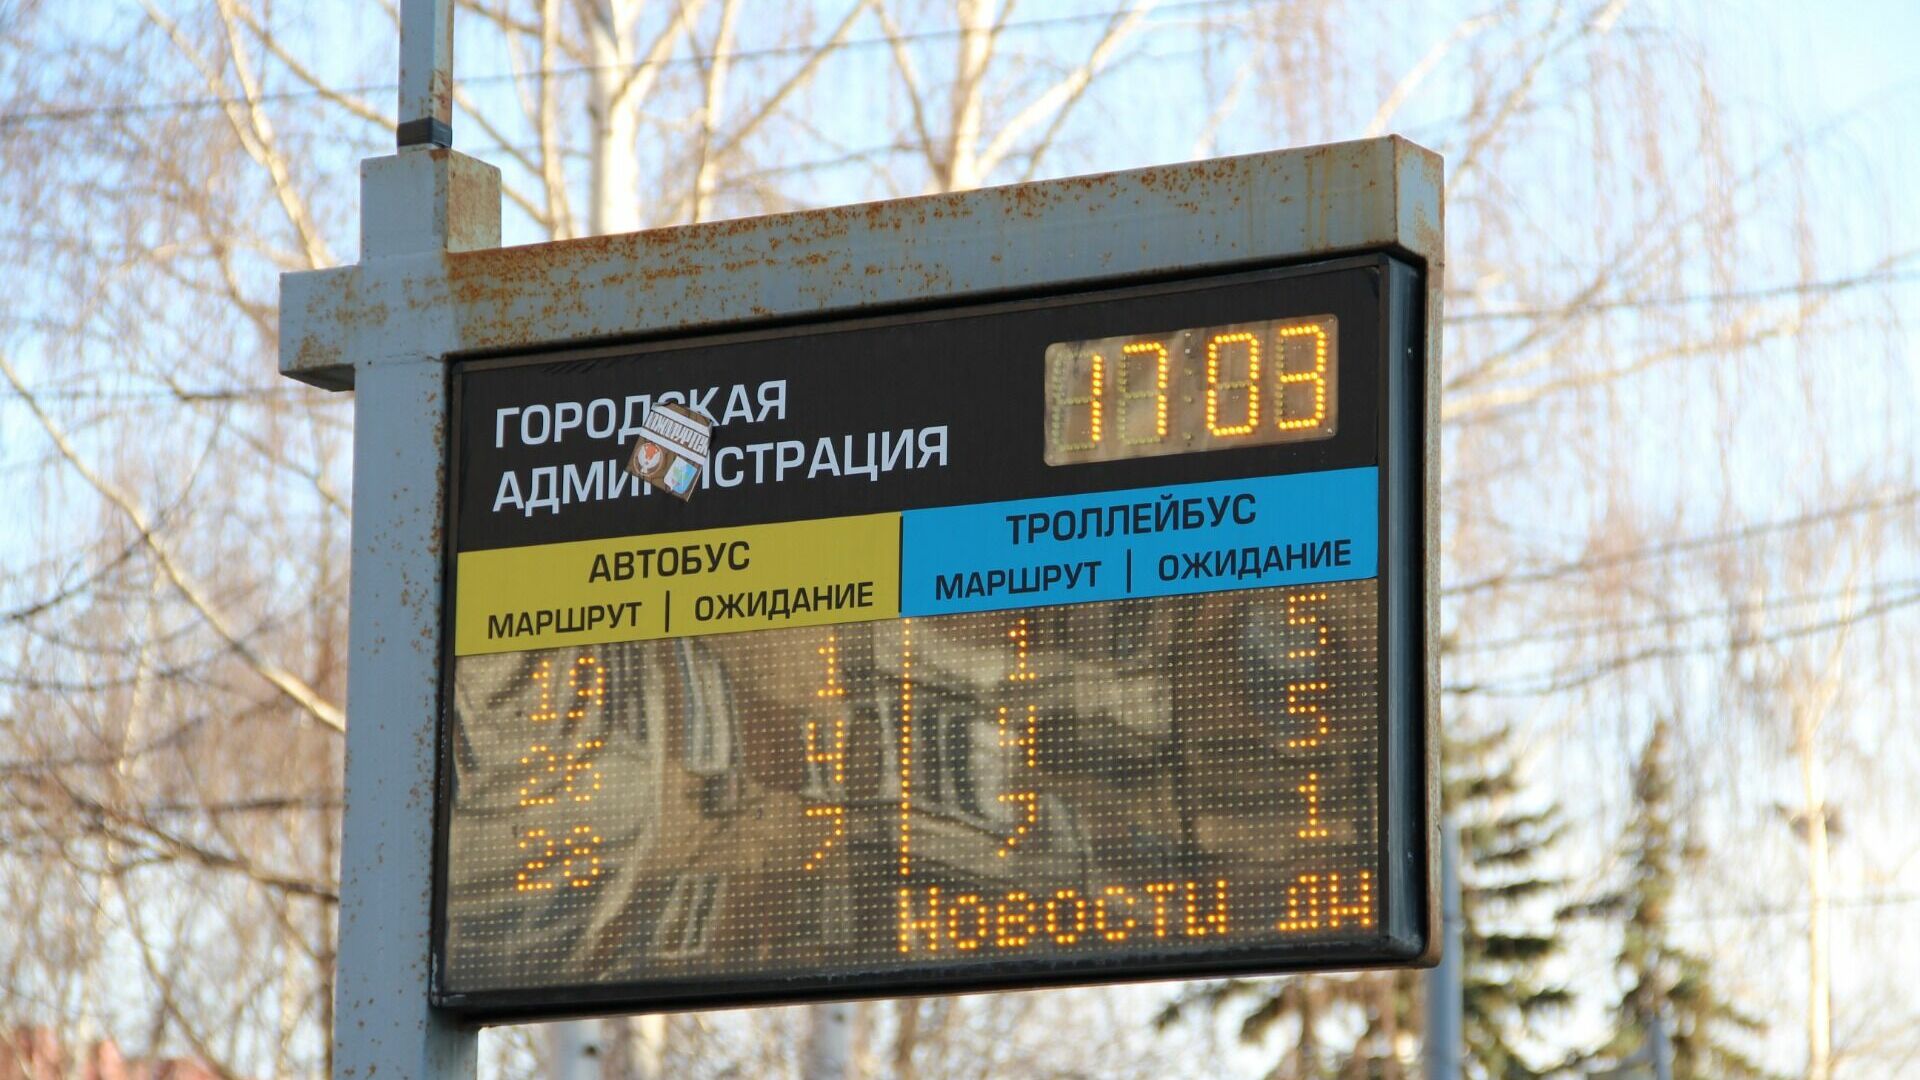 ГОРОДСКАЯ
АДМИНИСТРАЦИЯ
17 03
АВТОБУС
МАРШРУТ | ОЖИДАНИЕ
ТРОЛЛЕЙБУС
МАРШРУТ | ОЖИДАНИЕ
19 1 1 5
26 4 4 5
28 7 7 1
НОВОСТИ ДН